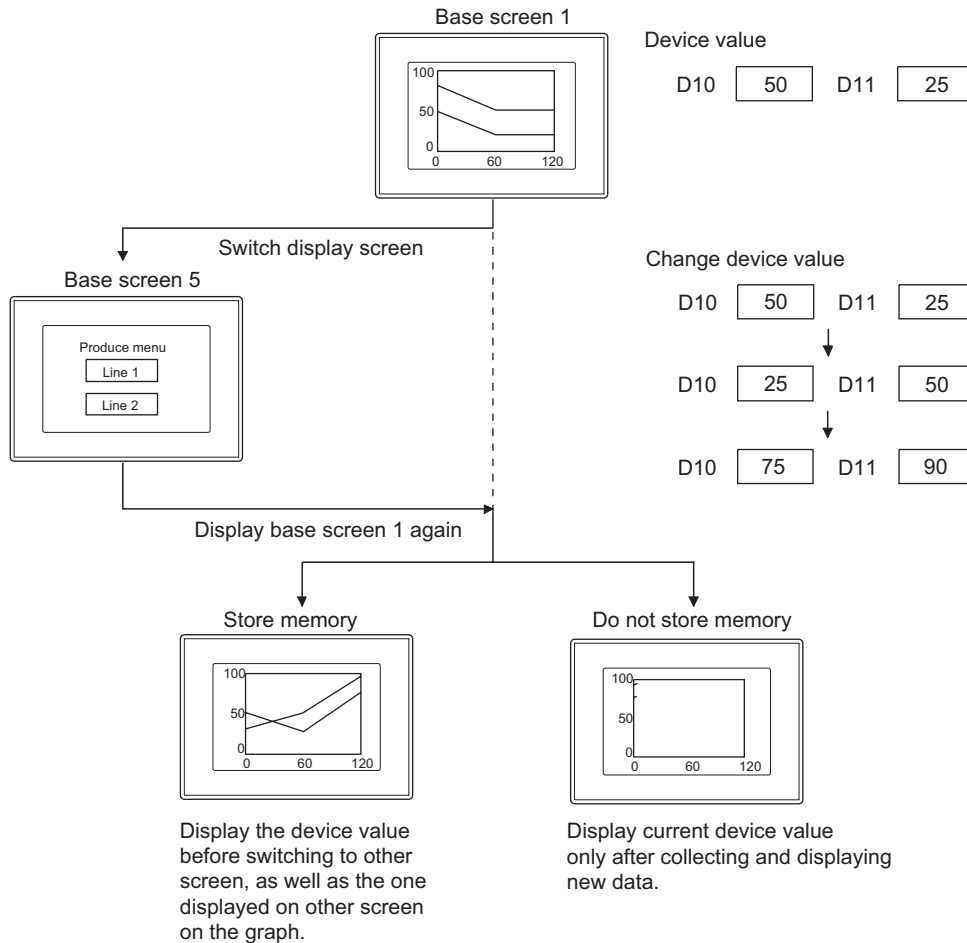 Base screen 1
100
50
0
0 60 120
Device value
D10 50 D11 25
Switch display screen
Base screen 5
Produce menu
Line 1
Line 2
Change device value
D10 50 D11 25
D10 25 D11 50
D10 75 D11 90
Display base screen 1 again
Store memory
100
50
0
0 60 120
Display the device value
before switching to other
screen, as well as the one
displayed on other screen
on the graph.
Do not store memory
100
50
0
0 60 120
Display current device value
only after collecting and displaying
new data.